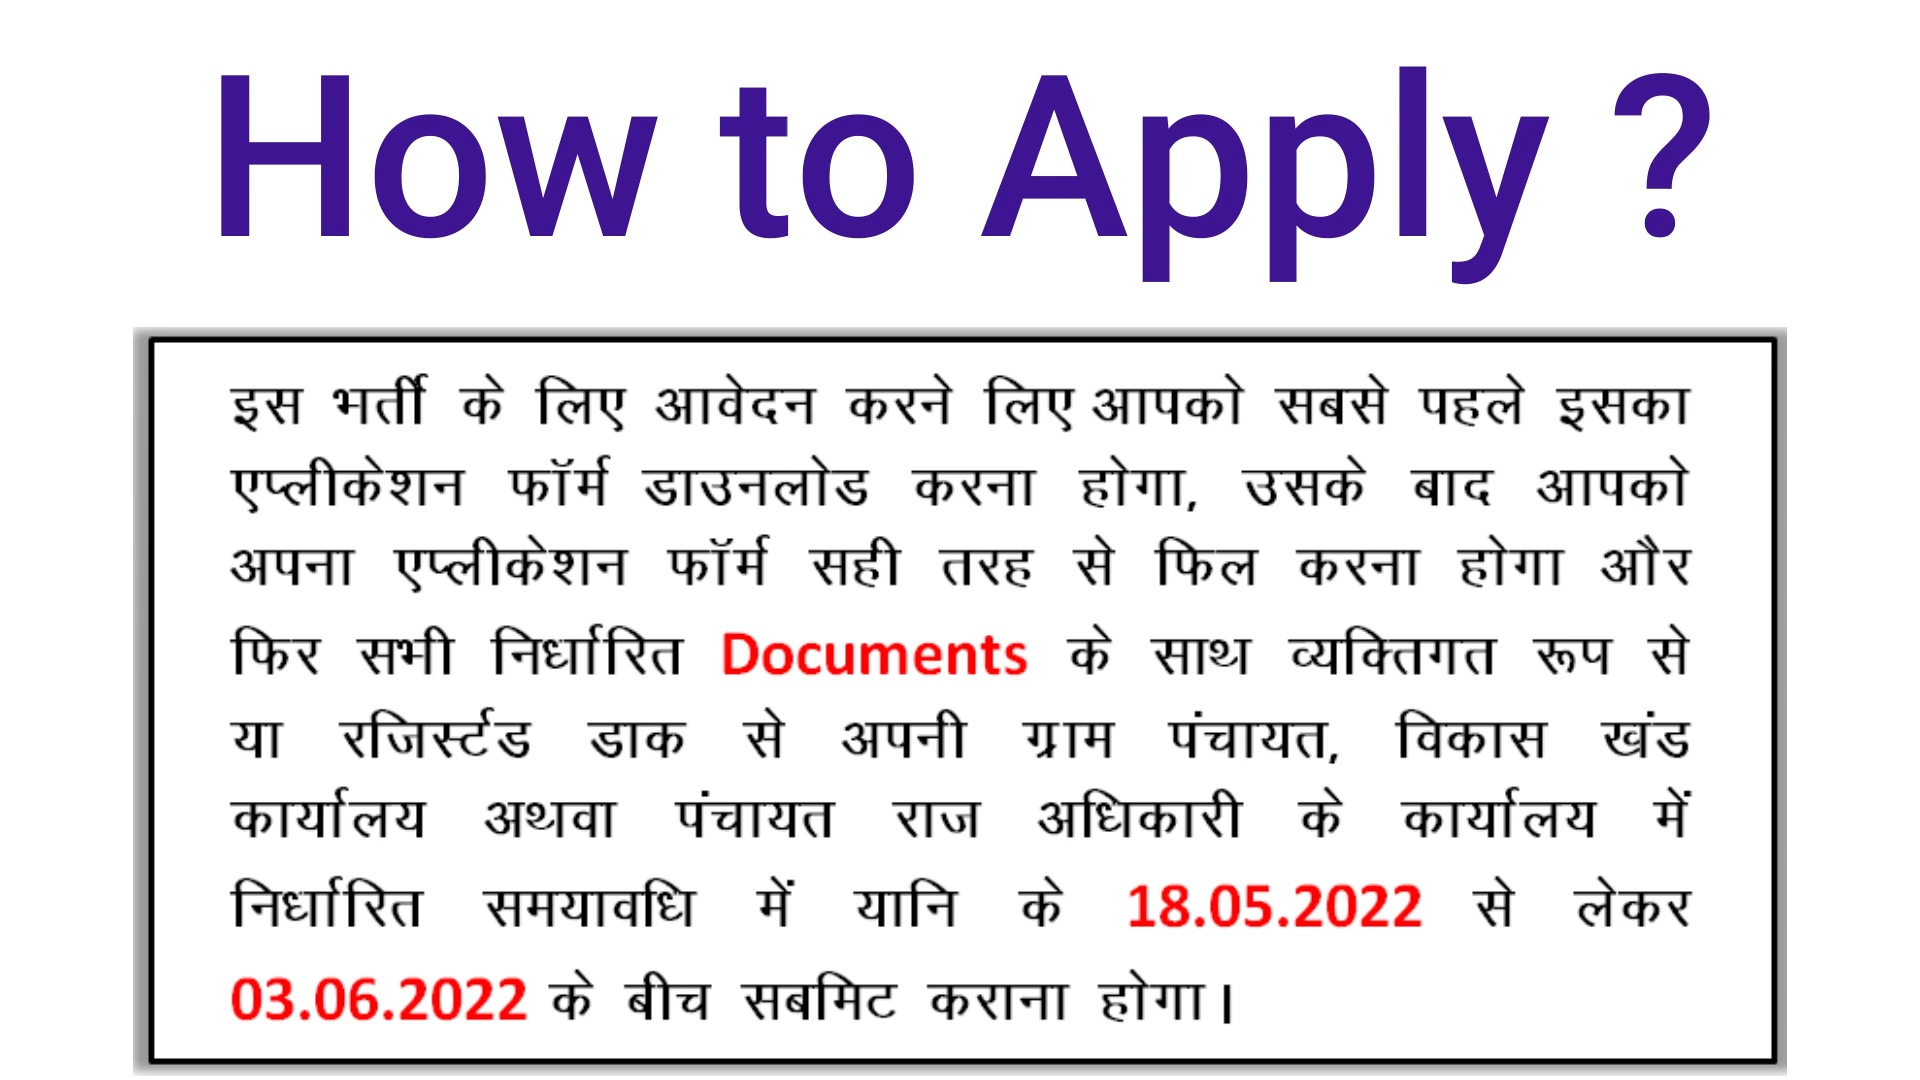 How to Apply ?
इस भर्ती के लिए आवेदन करने लिए आपको सबसे पहले इसका
एप्लीकेशन फॉर्म डाउनलोड करना होगा, उसके बाद आपको
अपना एप्लीकेशन फॉर्म सही तरह से फिल करना होगा और
फिर सभी निर्धारित Documents के साथ व्यक्तिगत रूप से
या रजिस्टर्ड डाक से अपनी ग्राम पंचायत, विकास खंड
कार्यालय अथवा पंचायत राज अधिकारी के कार्यालय में
निर्धारित समयावधि में यानि के 18.05.2022 से लेकर
03.06.2022 के बीच सबमिट कराना होगा।